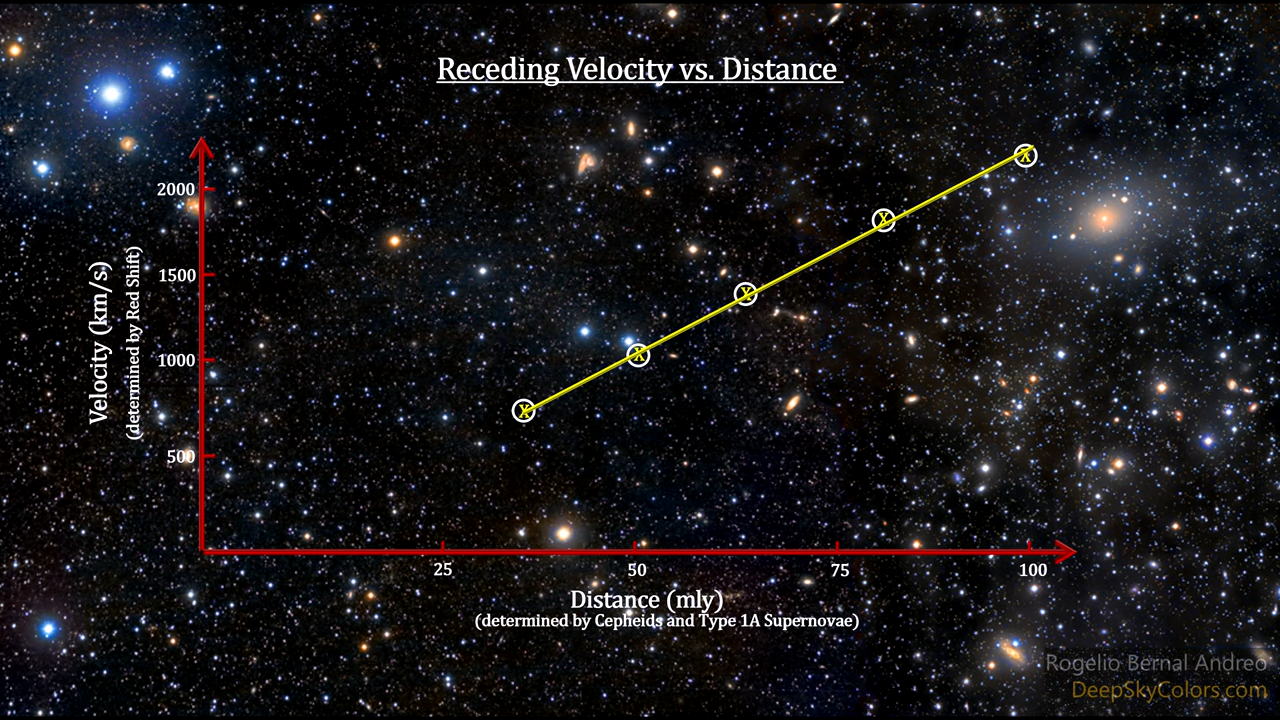 Receding Velocity vs. Distance
2000
1500
1000
500
Velocity (km/s)
(determined by Red Shift)
X
X
X
X
X
25 50 75 100
Distance (mly)
(determined by Cepheids and Type 1A Supernovae)
Rogelio Bernal Andreo
DeepSkyColors.com